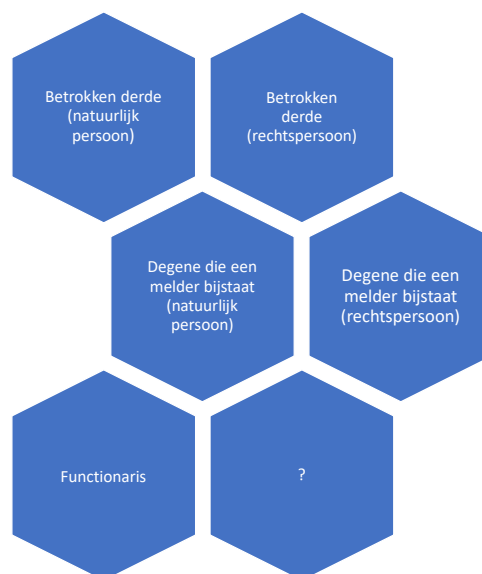 Betrokken derde
(natuurlijk
persoon)
Betrokken
derde
(rechtspersoon)
Degene die een
melder bijstaat
(natuurlijk
persoon)
Degene die een
melder bijstaat
(rechtspersoon)
Functionaris
?